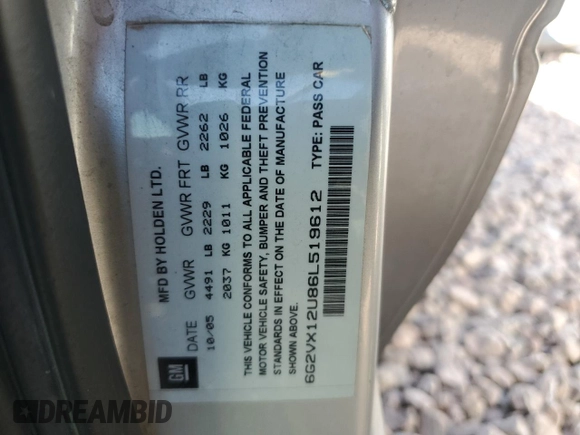 MFD BY HOLDEN LTD.
DATE GVWR GVWR FRT GVWR RR
10/05 4491 LB 2229 LB 2262 LB
2037 KG 1011 KG 1026 KG
THIS VEHICLE CONFORMS TO ALL APPLICABLE FEDERAL
MOTOR VEHICLE SAFETY, BUMPER AND THEFT PREVENTION
STANDARDS IN EFFECT ON THE DATE OF MANUFACTURE
SHOWN ABOVE.
6G2VX12U86L519612 TYPE: PASS CAR
GM
DREAMBID